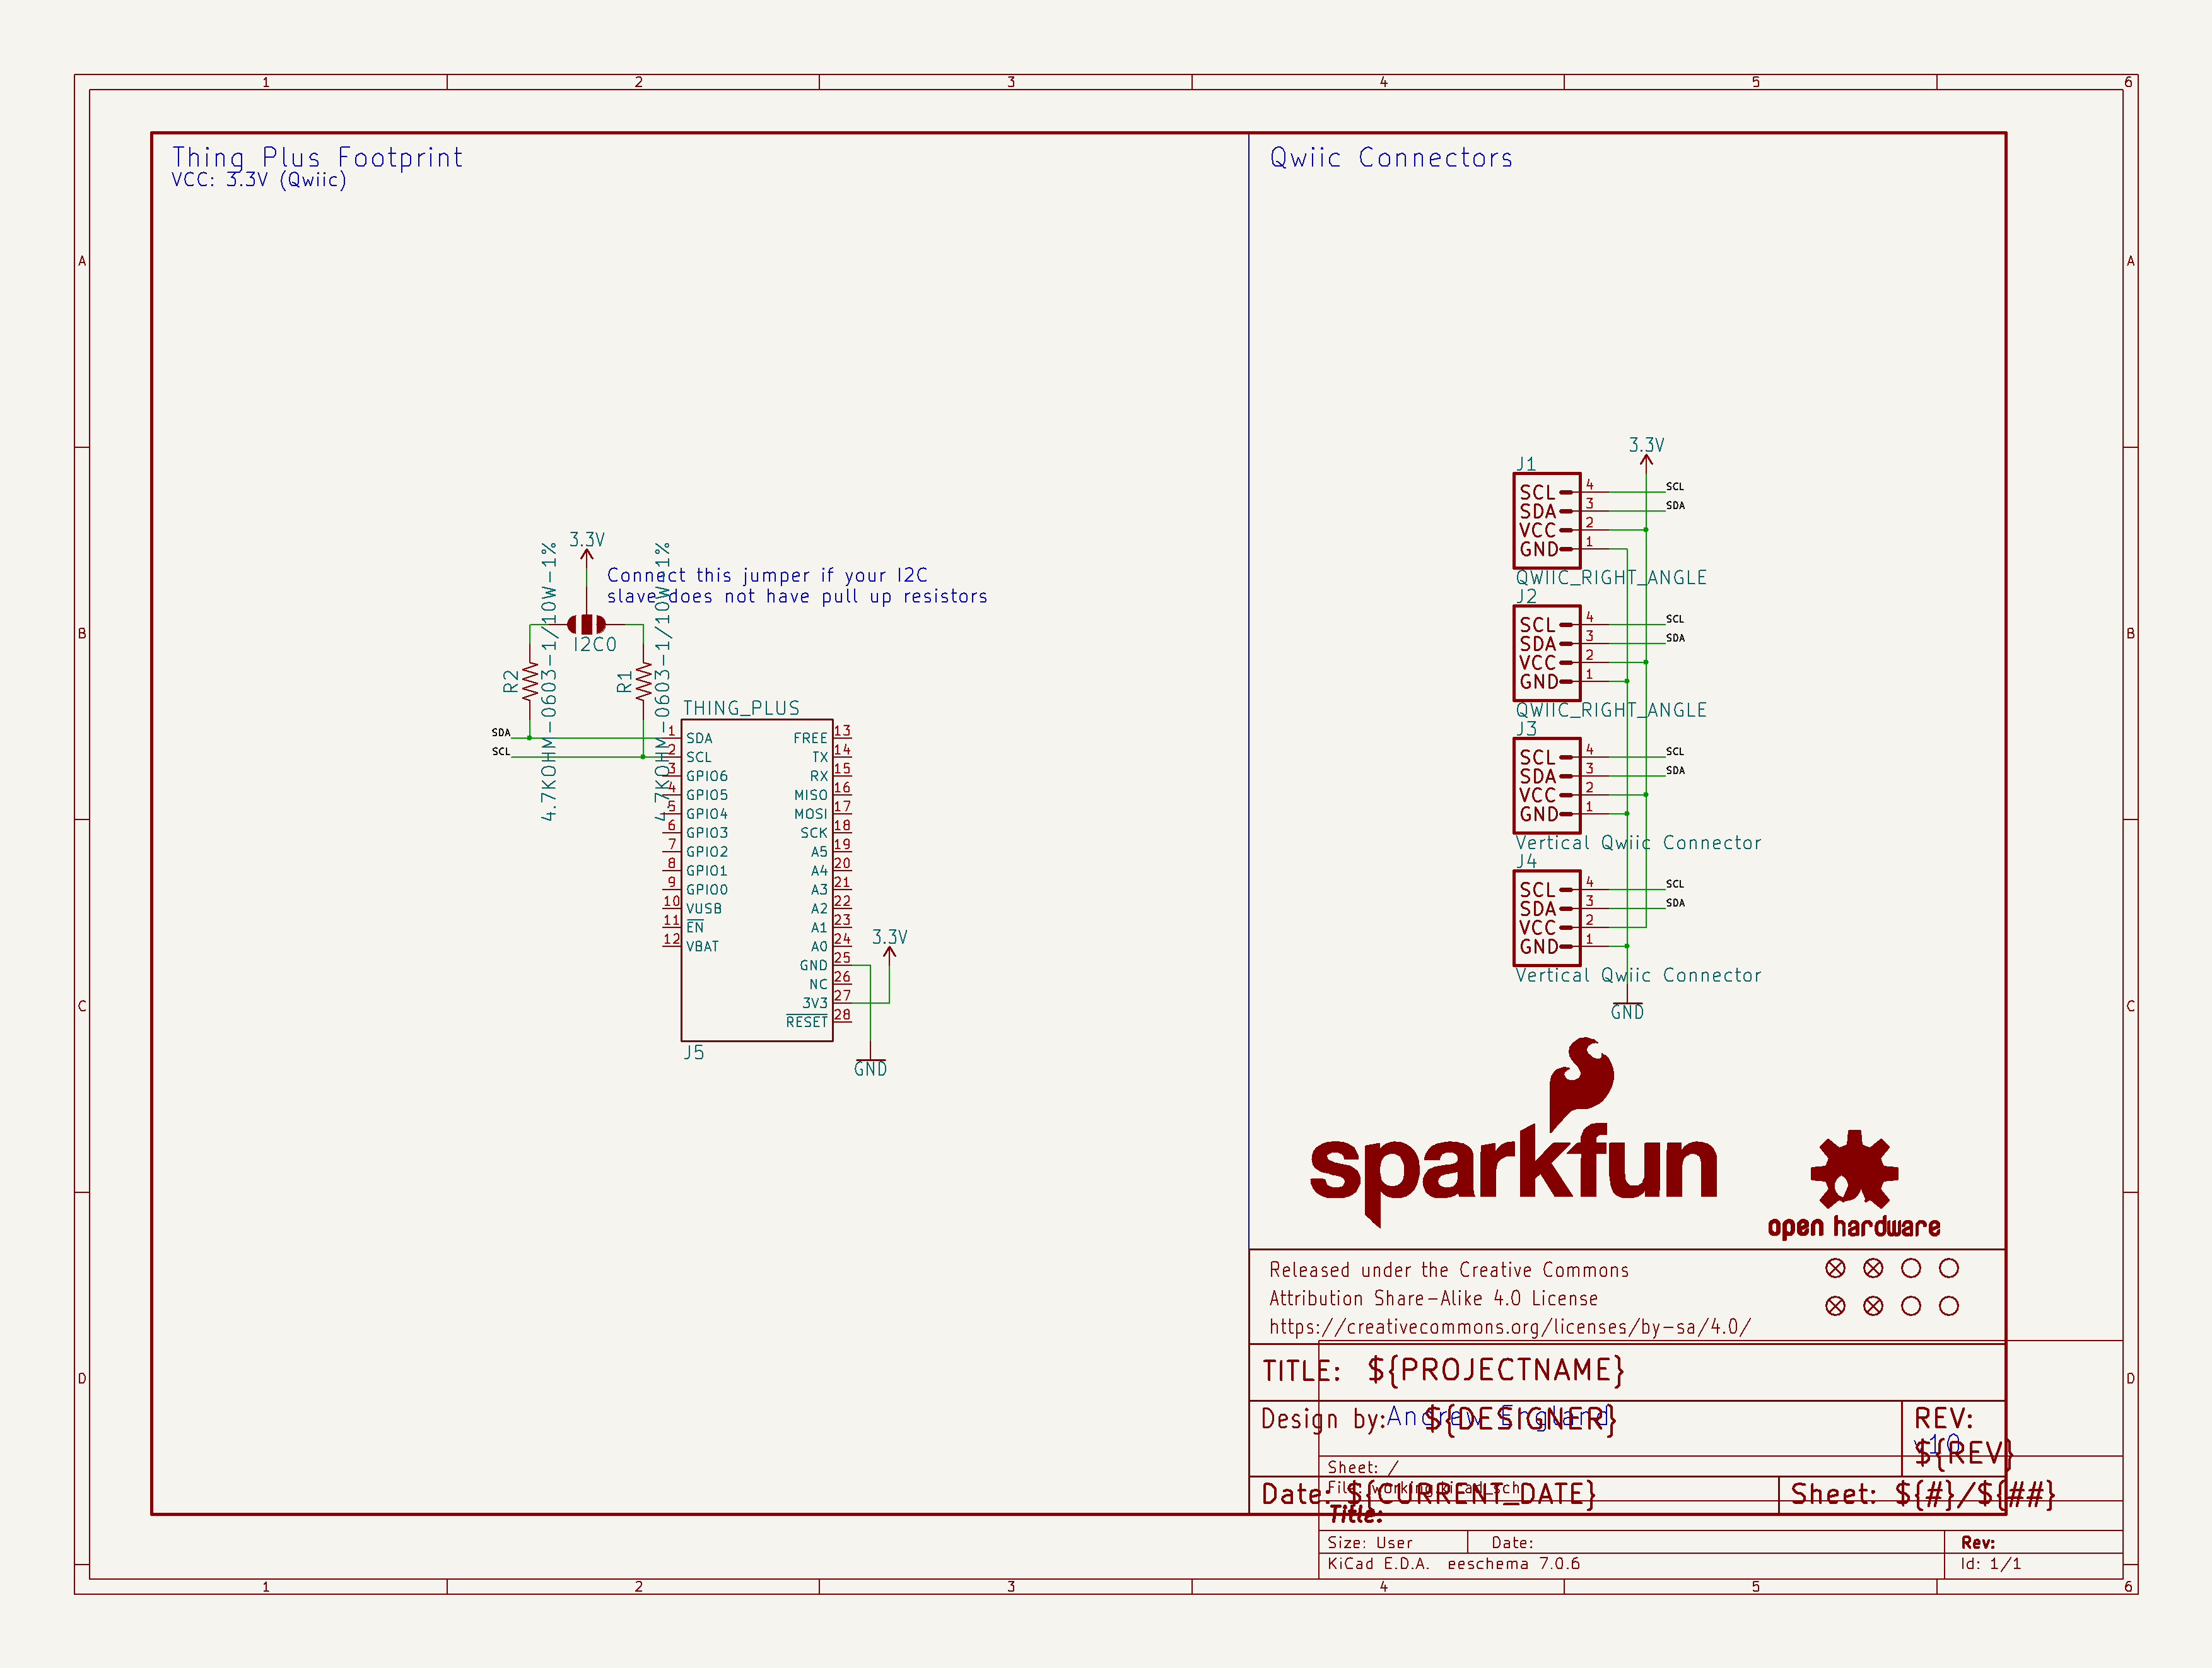 1 2 3 4 5 6
Thing Plus Footprint
VCC: 3.3V (Qwiic)
Qwiic Connectors
A A
B B
C C
D D
3.3V
Connect this jumper if your I2C
slave does not have pull up resistors
I2C0
R2
4.7KOHM-0603-1/10W-1%
R1
4.7KOHM-0603-1/10W-1%
SDA
SCL
THING_PLUS
1 SDA FREE 13
2 SCL TX 14
3 GPIO6 RX 15
4 GPIO5 MISO 16
5 GPIO4 MOSI 17
6 GPIO3 SCK 18
7 GPIO2 A5 19
8 GPIO1 A4 20
9 GPIO0 A3 21
10 VUSB A2 22
11 EN A1 23
12 VBAT A0 24
GND 25
NC 26
3V3 27
RESET 28
3.3V
J5
GND
3.3V
J1
SCL 4 SCL
SDA 3 SDA
VCC 2
GND 1
QWIIC_RIGHT_ANGLE
J2
SCL 4 SCL
SDA 3 SDA
VCC 2
GND 1
QWIIC_RIGHT_ANGLE
J3
SCL 4 SCL
SDA 3 SDA
VCC 2
GND 1
Vertical Qwiic Connector
J4
SCL 4 SCL
SDA 3 SDA
VCC 2
GND 1
Vertical Qwiic Connector
GND
sparkfun
open hardware
Released under the Creative Commons
Attribution Share-Alike 4.0 License
https://creativecommons.org/licenses/by-sa/4.0/
TITLE: ${PROJECTNAME}
Design by: Andrew England ${DESIGNER}
REV:
v10
${REV}
Sheet: /
File: working.kicad_sch
Date: ${CURRENT_DATE}
Sheet: ${#}/${##}
Title:
Size: User Date: Rev:
KiCad E.D.A. eeschema 7.0.6 Id: 1/1
1 2 3 4 5 6